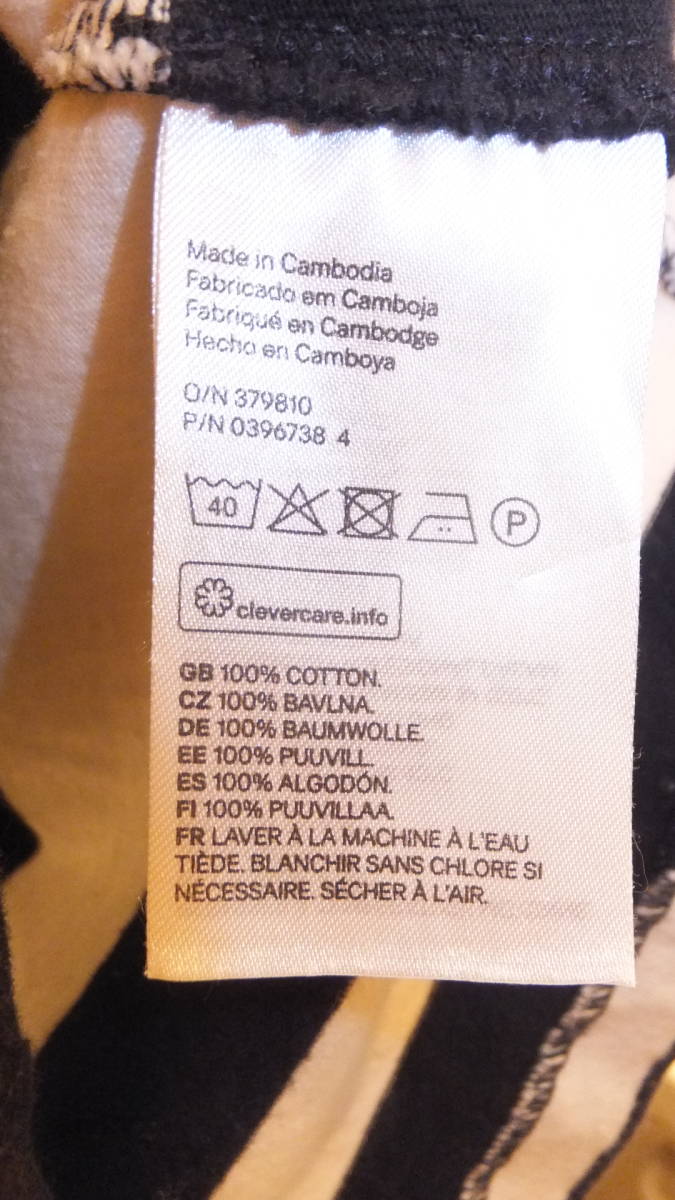 Made in Cambodia
Fabricado em Camboja
Fabriqué en Cambodge
Hecho en Camboya
O/N 379810
P/N 0396738 4
40 P
clevercare.info
GB 100% COTTON.
CZ 100% BAVLNA.
DE 100% BAUMWOLLE.
EE 100% PUUVILL.
ES 100% ALGODÓN.
FI 100% PUUVILLAA.
FR LAVER À LA MACHINE À L'EAU
TIÈDE. BLANCHIR SANS CHLORE SI
NÉCESSAIRE. SÉCHER À L'AIR.